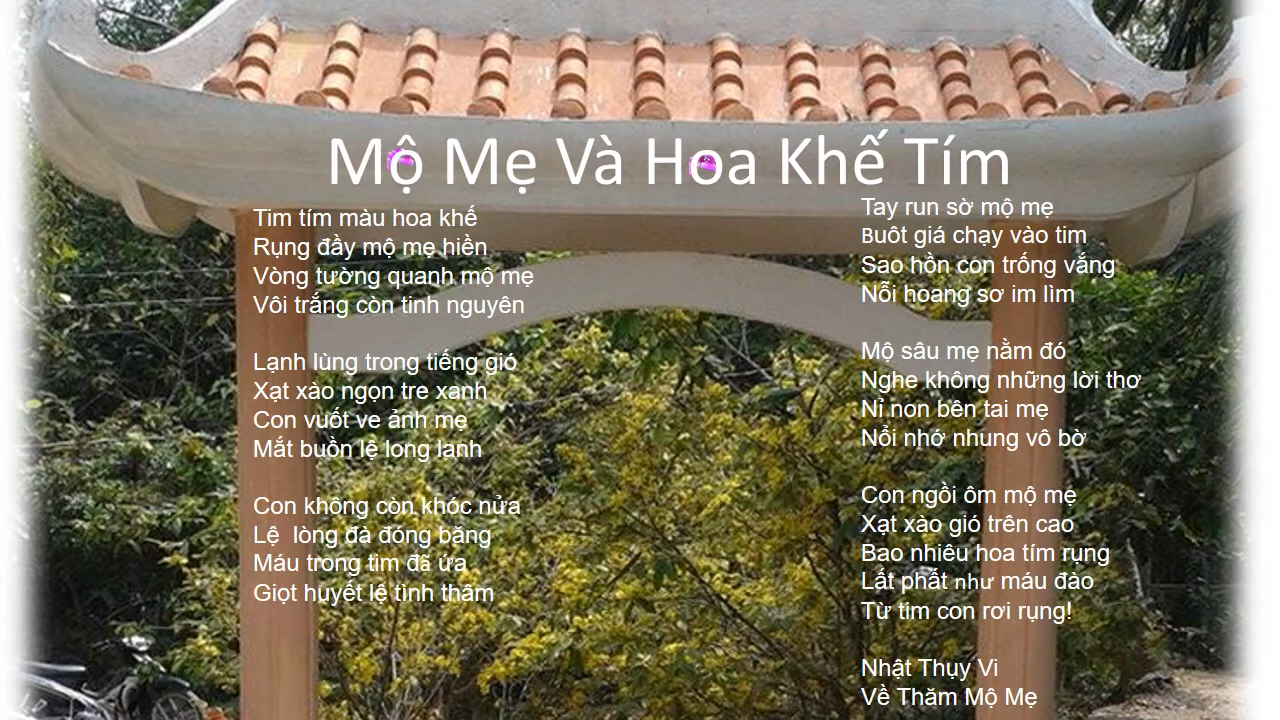 Mộ Mẹ Và Hoa Khế Tím
Tim tím màu hoa khế
Rụng đầy mộ mẹ hiền
Vòng tường quanh mộ mẹ
Vôi trắng còn tinh nguyên
Lạnh lùng trong tiếng gió
Xạt xào ngọn tre xanh
Con vuốt ve ảnh mẹ
Mắt buồn lệ long lanh
Con không còn khóc nửa
Lệ lòng đà đóng băng
Máu trong tim đã ứa
Giọt huyết lệ tình thâm
Tay run sờ mộ mẹ
Buôt giá chạy vào tim
Sao hồn con trống vắng
Nỗi hoang sơ im lìm
Mộ sâu mẹ nằm đó
Nghe không những lời thơ
Nỉ non bên tai mẹ
Nổi nhớ nhung vô bờ
Con ngồi ôm mộ mẹ
Xạt xào gió trên cao
Bao nhiêu hoa tím rụng
Lất phất như máu đào
Từ tim con rơi rụng!
Nhật Thụy Vi
Về Thăm Mộ Mẹ